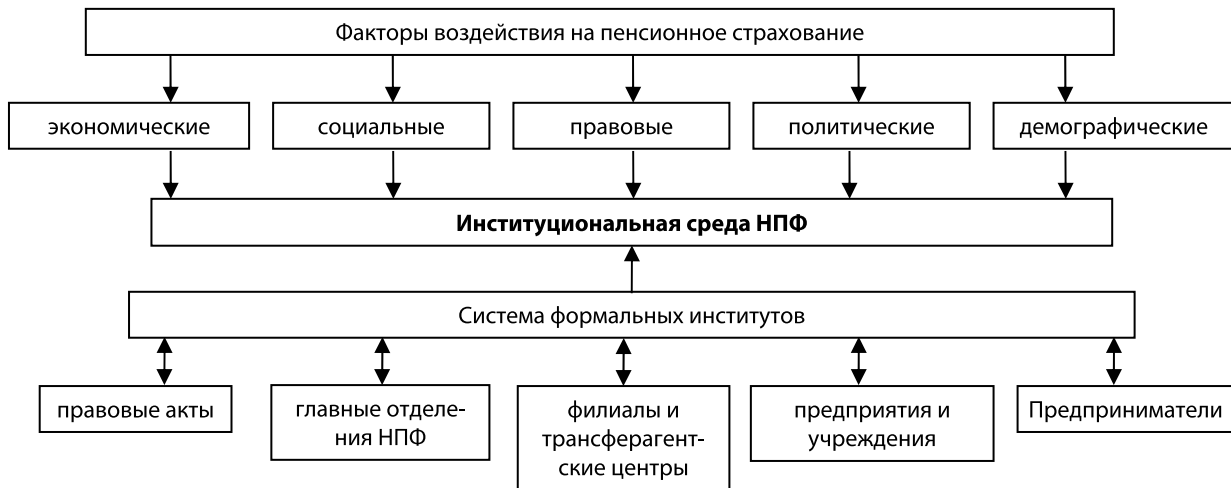 Факторы воздействия на пенсионное страхование
экономические
социальные
правовые
политические
демографические
Институциональная среда НПФ
Система формальных институтов
правовые акты
главные отделе-
ния НПФ
филиалы и
трансферагент-
ские центры
предприятия и
учреждения
Предприниматели